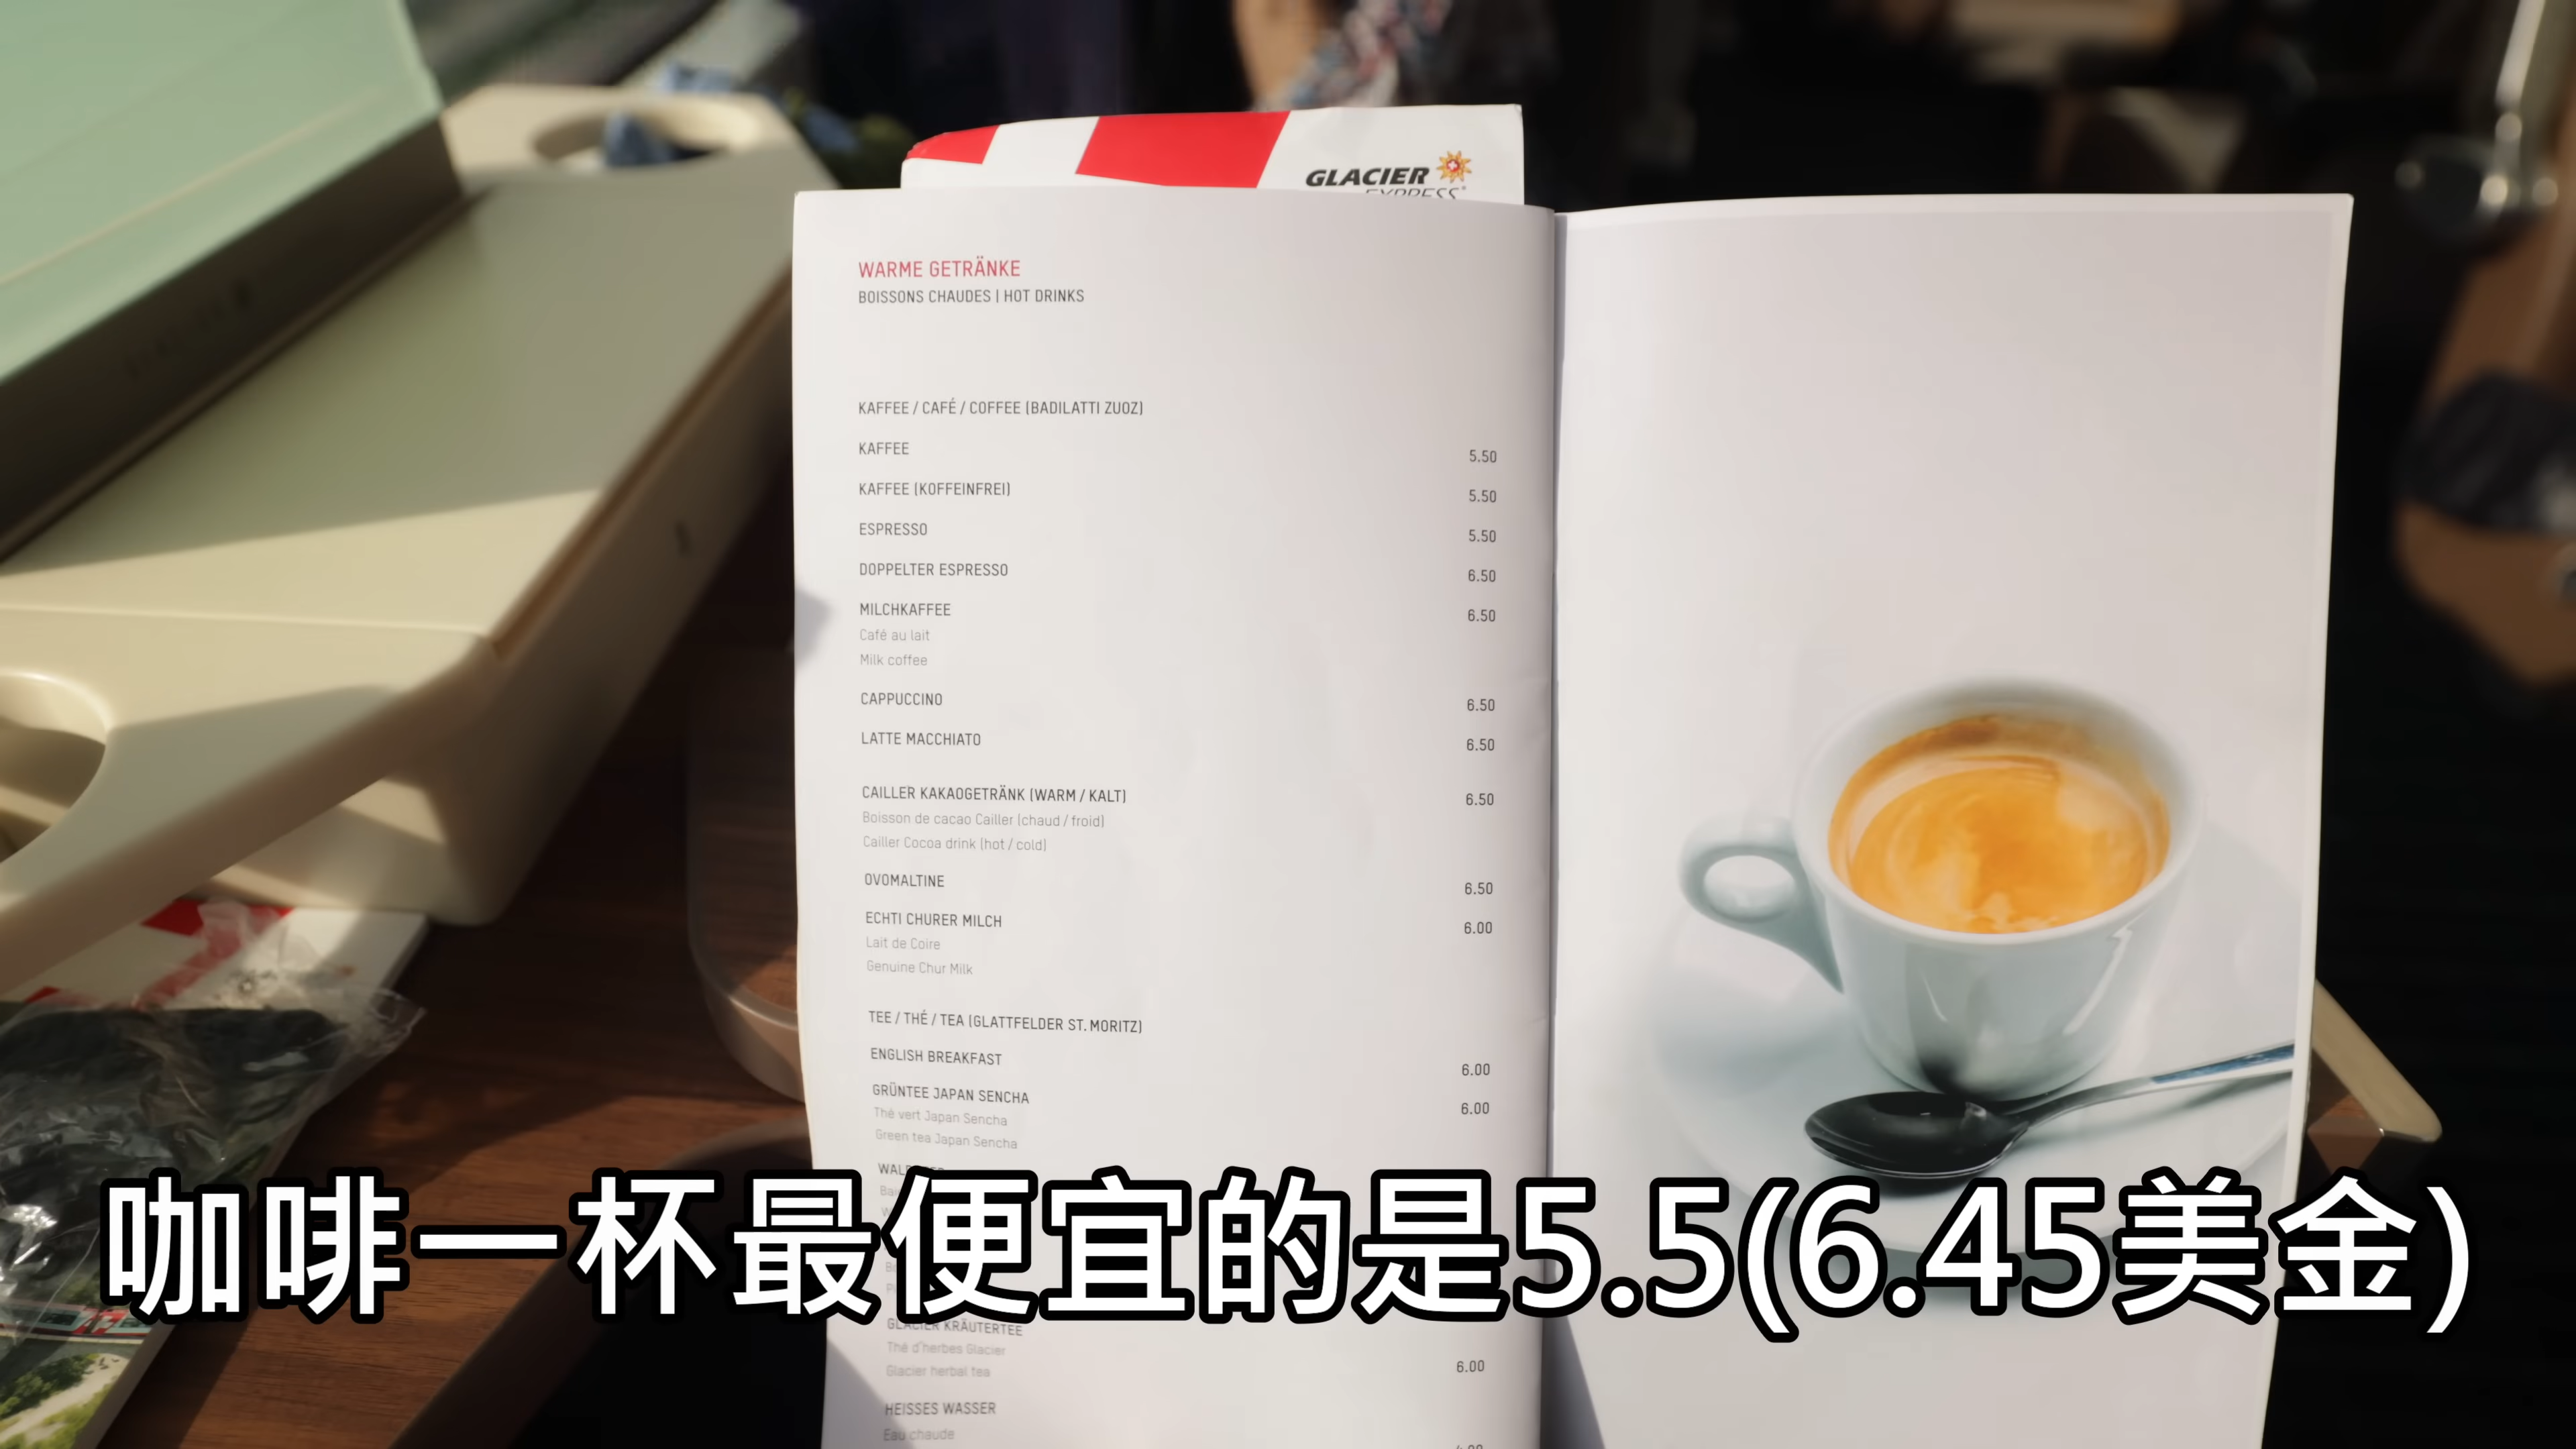 GLACIER
EXPRESS
WARME GETRÄNKE
BOISSONS CHAUDES | HOT DRINKS
KAFFEE / CAFÉ / COFFEE (BADILATTI ZUOZ)
KAFFEE 5.50
KAFFEE (KOFFEINFREI) 5.50
ESPRESSO 5.50
DOPPELTER ESPRESSO 6.50
MILCHKAFFEE 6.50
Café au lait
Milk coffee
CAPPUCCINO 6.50
LATTE MACCHIATO 6.50
CAILLER KAKAOGETRÄNK (WARM / KALT) 6.50
Boisson de cacao Cailler (chaud / froid)
Cailler Cocoa drink (hot / cold)
OVOMALTINE 6.50
ECHTI CHURER MILCH 6.00
Lait de Coire
Genuine Chur Milk
TEE / THÉ / TEA (GLATTFELDER ST. MORITZ)
ENGLISH BREAKFAST 6.00
GRÜNTEE JAPAN SENCHA 6.00
Thé vert Japan Sencha
Green tea Japan Sencha
咖啡一杯最便宜的是5.5(6.45美金)
GLACIER KRÄUTERTEE
Thé d'herbes Glacier
Glacier herbal tea 6.00
HEISSES WASSER
Eau chaude